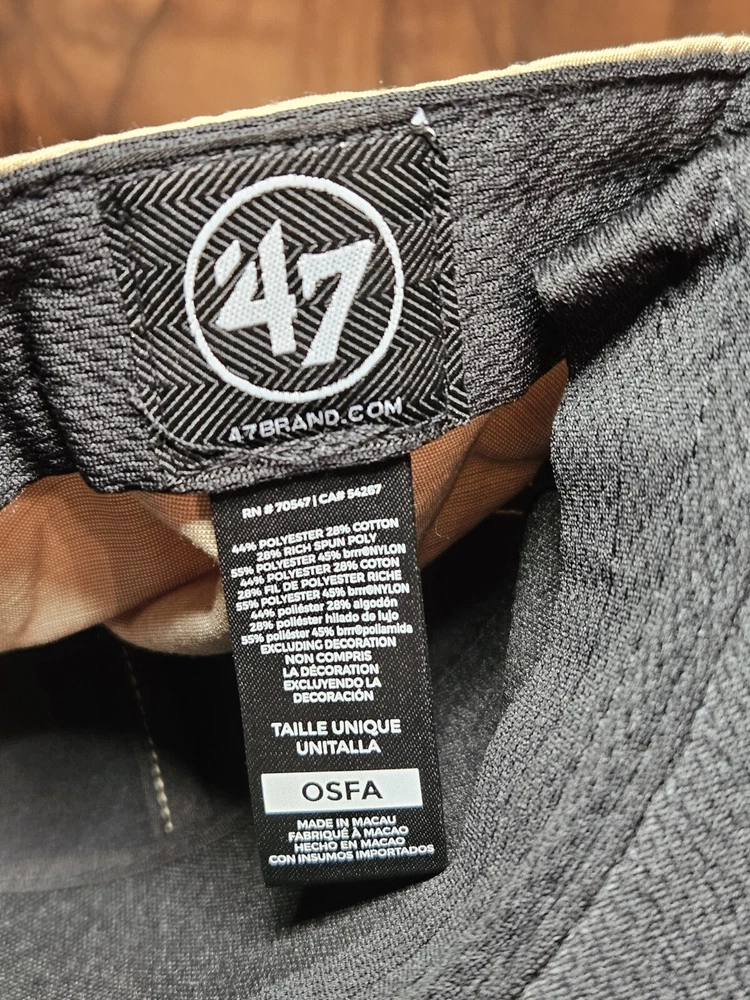 '47
47BRAND.COM
RN # 70547 | CA# 54267
44% POLYESTER 28% COTTON
28% RICH SPUN POLY
55% POLYESTER 45% brrr®NYLON
44% POLYESTER 28% COTON
28% FIL DE POLYESTER RICHE
55% POLYESTER 45% brrr®NYLON
44% poliéster 28% algodón
28% poliéster hilado de lujo
55% poliéster 45% brrr®poliamida
EXCLUDING DECORATION
NON COMPRIS
LA DÉCORATION
EXCLUYENDO LA
DECORACIÓN
TAILLE UNIQUE
UNITALLA
OSFA
MADE IN MACAU
FABRIQUÉ À MACAO
HECHO EN MACAO
CON INSUMOS IMPORTADOS